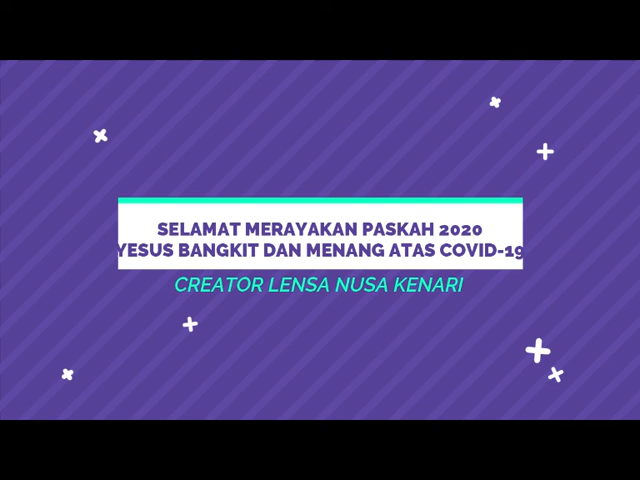 SELAMAT MERAYAKAN PASKAH 2020
YESUS BANGKIT DAN MENANG ATAS COVID-19
CREATOR LENSA NUSA KENARI